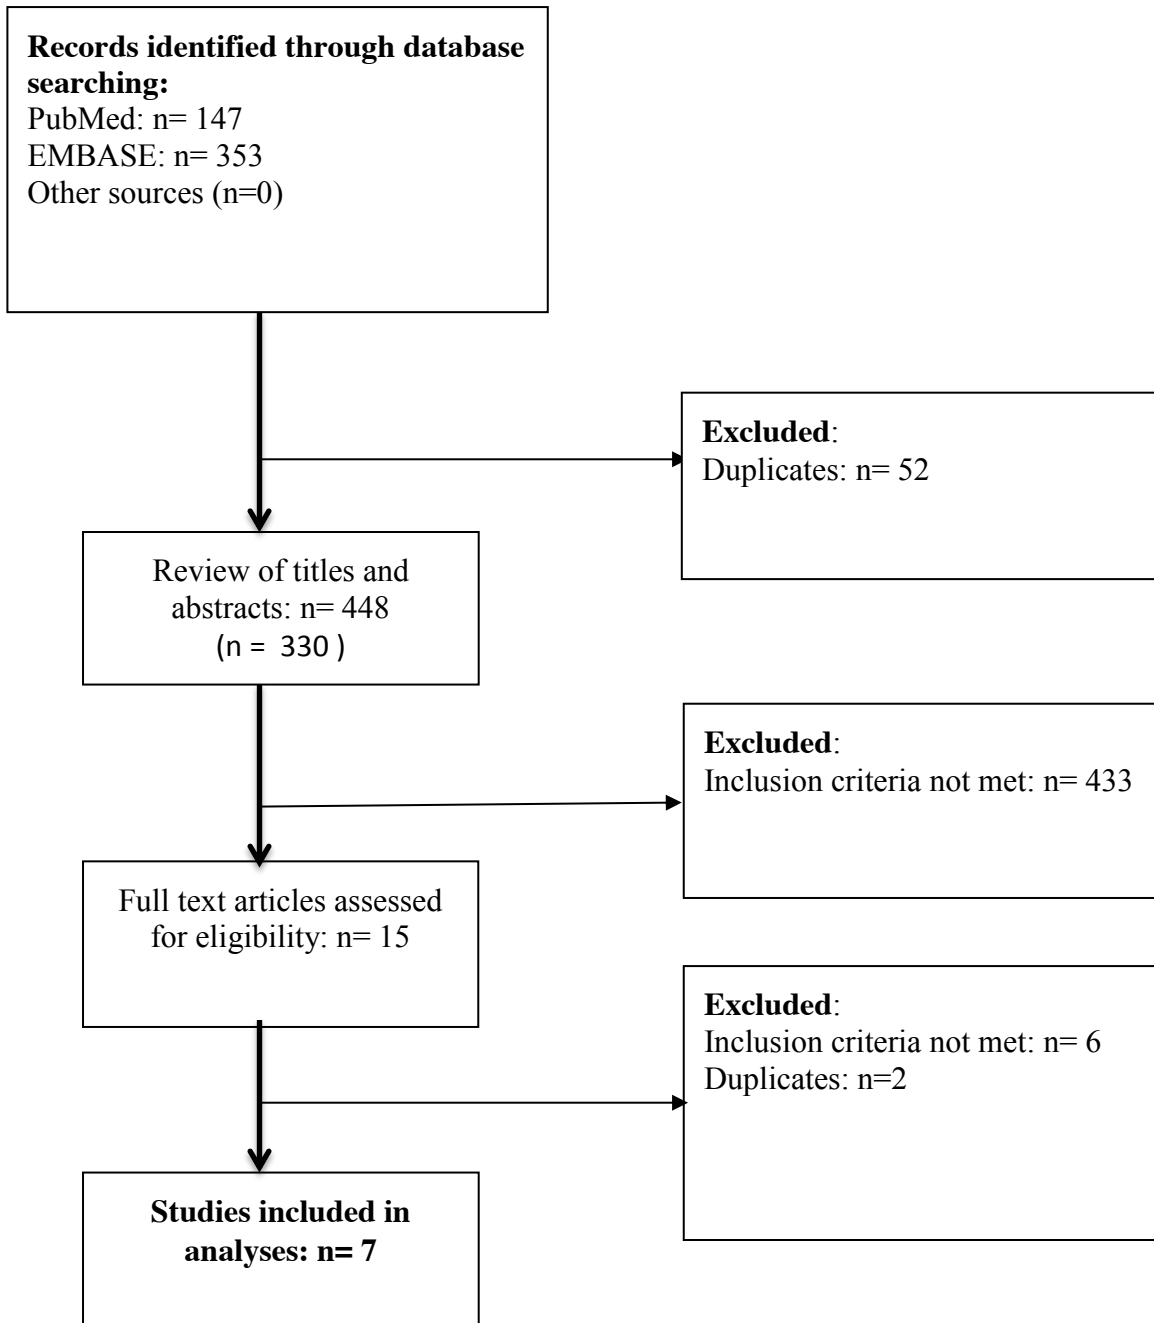 Records identified through database
searching:
PubMed: n= 147
EMBASE: n= 353
Other sources (n=0)
Excluded:
Duplicates: n= 52
Review of titles and
abstracts: n= 448
(n =  330 )
Excluded:
Inclusion criteria not met: n= 433
Full text articles assessed
for eligibility: n= 15
Excluded:
Inclusion criteria not met: n= 6
Duplicates: n=2
Studies included in
analyses: n= 7